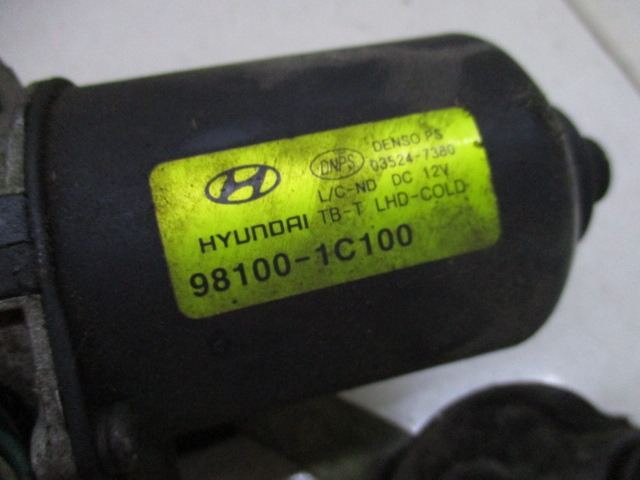 DNPS DENSO PS
03524-7380
L/C-ND DC 12V
HYUNDAI TB-T LHD-COLD
98100-1C100